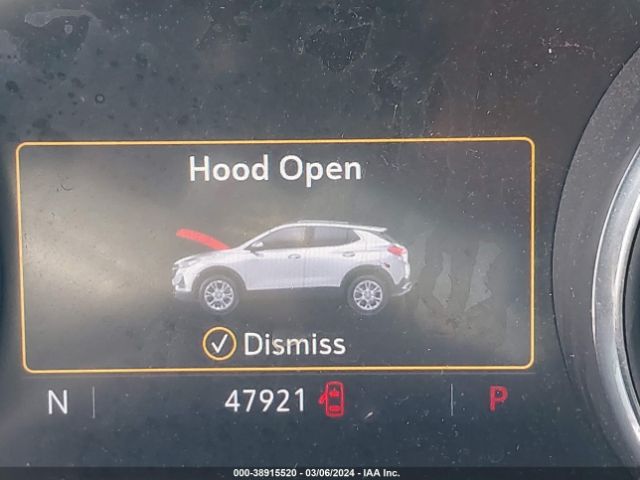 Hood Open
Dismiss
N 47921 P
000-38915520 - 03/06/2024 - IAA Inc.